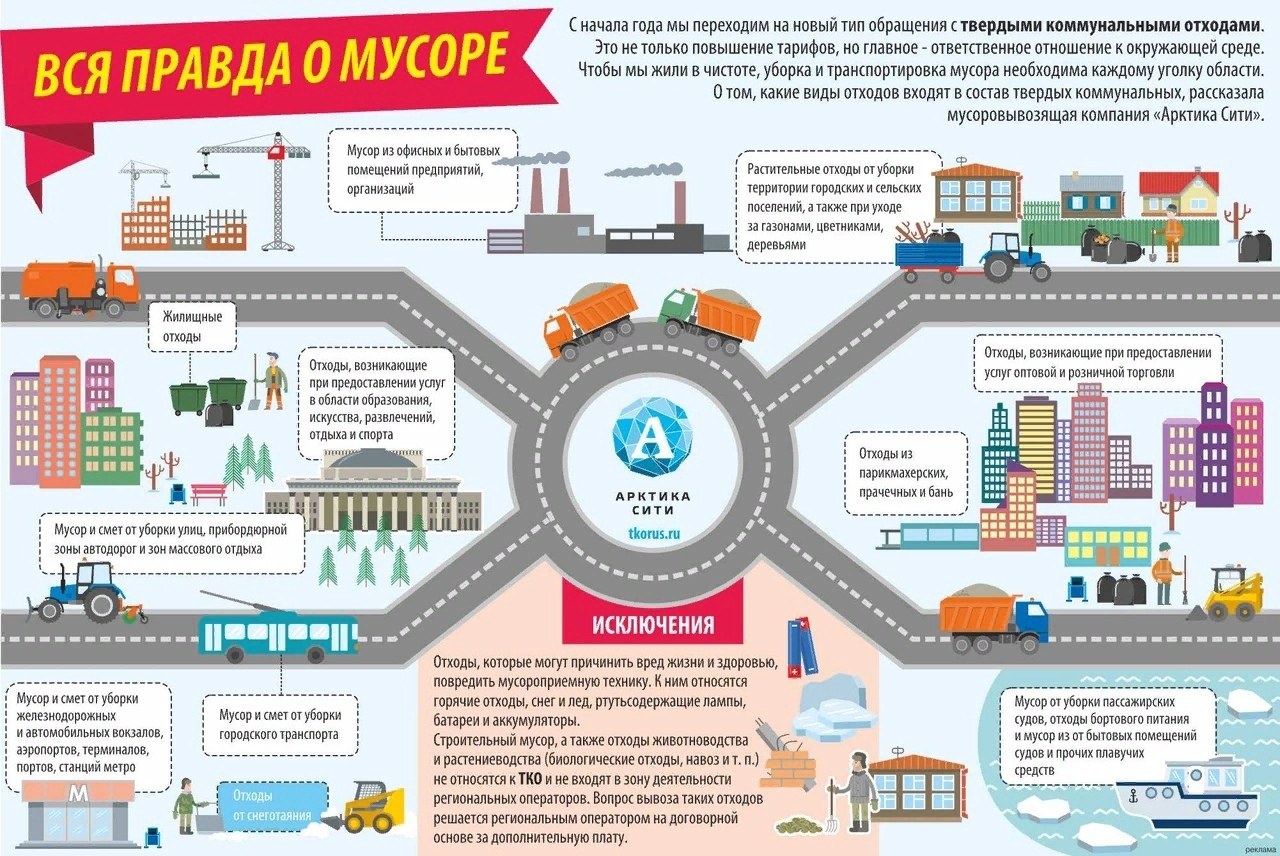 ВСЯ ПРАВДА О МУСОРЕ
С начала года мы переходим на новый тип обращения с твердыми коммунальными отходами.
Это не только повышение тарифов, но главное - ответственное отношение к окружающей среде.
Чтобы мы жили в чистоте, уборка и транспортировка мусора необходима каждому уголку области.
О том, какие виды отходов входят в состав твердых коммунальных, рассказала
мусоровывозящая компания «Арктика Сити».
Мусор из офисных и бытовых
помещений предприятий,
организаций
Растительные отходы от уборки
территории городских и сельских
поселений, а также при уходе
за газонами, цветниками,
деревьями
Жилищные
отходы
Отходы, возникающие
при предоставлении услуг
в области образования,
искусства, развлечений,
отдыха и спорта
Отходы, возникающие при предоставлении
услуг оптовой и розничной торговли
Отходы из
парикмахерских,
прачечных и бань
А
АРКТИКА
СИТИ
tkorus.ru
Мусор и смет от уборки улиц, прибордюрной
зоны автодорог и зон массового отдыха
ИСКЛЮЧЕНИЯ
Отходы, которые могут причинить вред жизни и здоровью,
повредить мусороприемную технику. К ним относятся
горячие отходы, снег и лед, ртутьсодержащие лампы,
батареи и аккумуляторы.
Строительный мусор, а также отходы животноводства
и растениеводства (биологические отходы, навоз и т. п.)
не относятся к ТКО и не входят в зону деятельности
региональных операторов. Вопрос вывоза таких отходов
решается региональным оператором на договорной
основе за дополнительную плату.
Мусор и смет от уборки
железнодорожных
и автомобильных вокзалов,
аэропортов, терминалов,
портов, станций метро
М
Мусор и смет от уборки
городского транспорта
Отходы
от снеготаяния
Мусор от уборки пассажирских
судов, отходы бортового питания
и мусор из от бытовых помещений
судов и прочих плавучих
средств
реклама